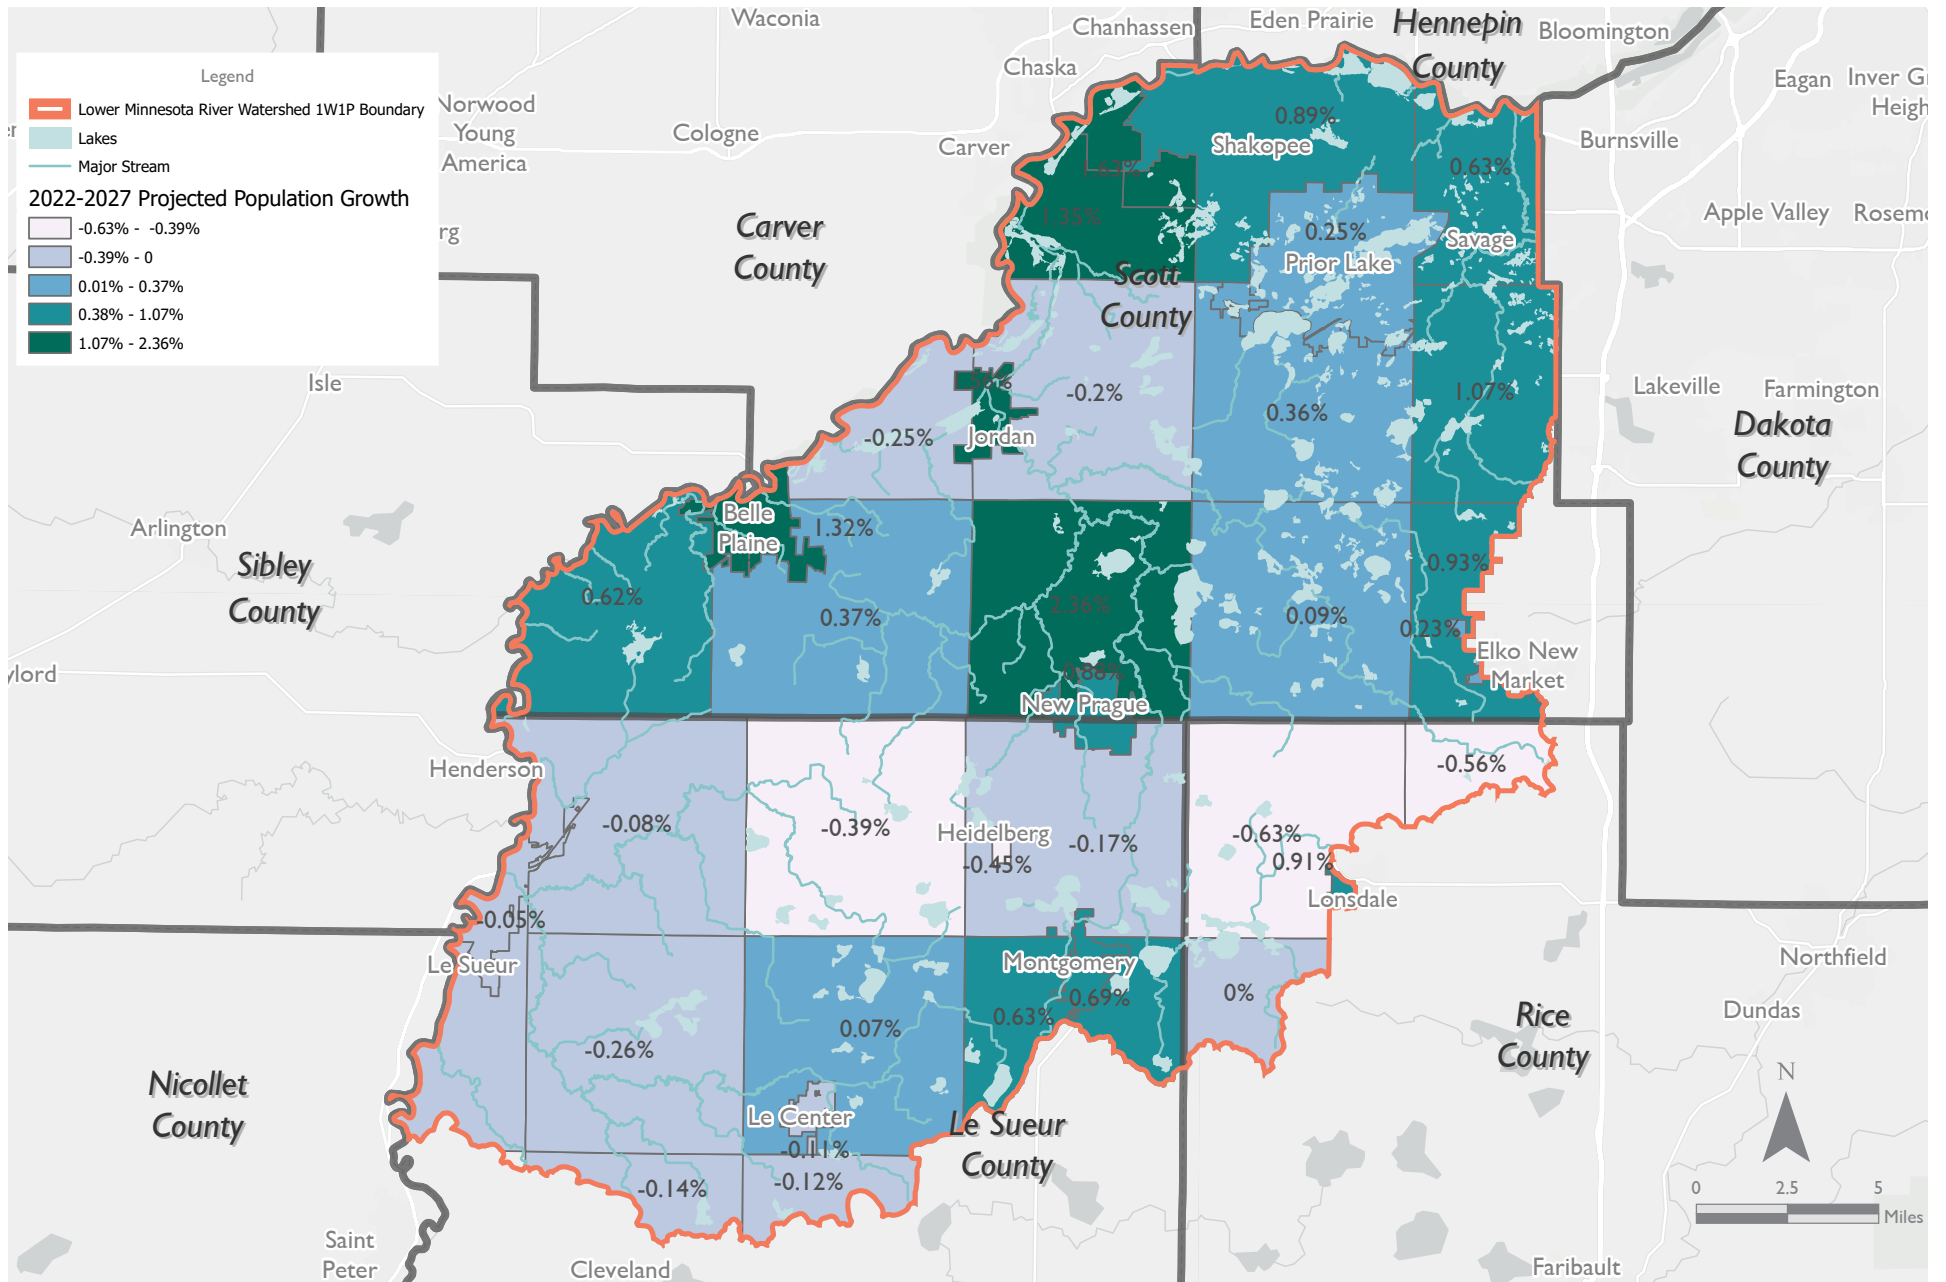 Legend
Lower Minnesota River Watershed 1W1P Boundary
Lakes
Major Stream
2022-2027 Projected Population Growth
-0.63% - -0.39%
-0.39% - 0
0.01% - 0.37%
0.38% - 1.07%
1.07% - 2.36%
Waconia
Chanhassen
Eden Prairie
Hennepin
County
Bloomington
Chaska
Eagan
Norwood
Young
America
Cologne
Carver
Burnsville
0.89%
Shakopee
0.63%
1.63%
1.35%
Carver
County
0.25%
Prior Lake
Savage
Apple Valley
Scott
County
Isle
-0.2%
0.36%
1.07%
Lakeville
Farmington
-0.25%
Jordan
Dakota
County
Arlington
Belle
Plaine
1.32%
Sibley
County
0.62%
0.37%
2.36%
0.09%
0.93%
0.23%
0.88%
New Prague
Elko New
Market
Henderson
-0.08%
-0.39%
Heidelberg
-0.45%
-0.17%
-0.63%
0.91%
-0.56%
Lonsdale
-0.05%
Le Sueur
Montgomery
0.69%
0.63%
0%
Northfield
Dundas
-0.26%
0.07%
Rice
County
Nicollet
County
Le Center
-0.11%
Le Sueur
County
-0.14%
-0.12%
Saint
Peter
Cleveland
Faribault
N
0 2.5 5
Miles